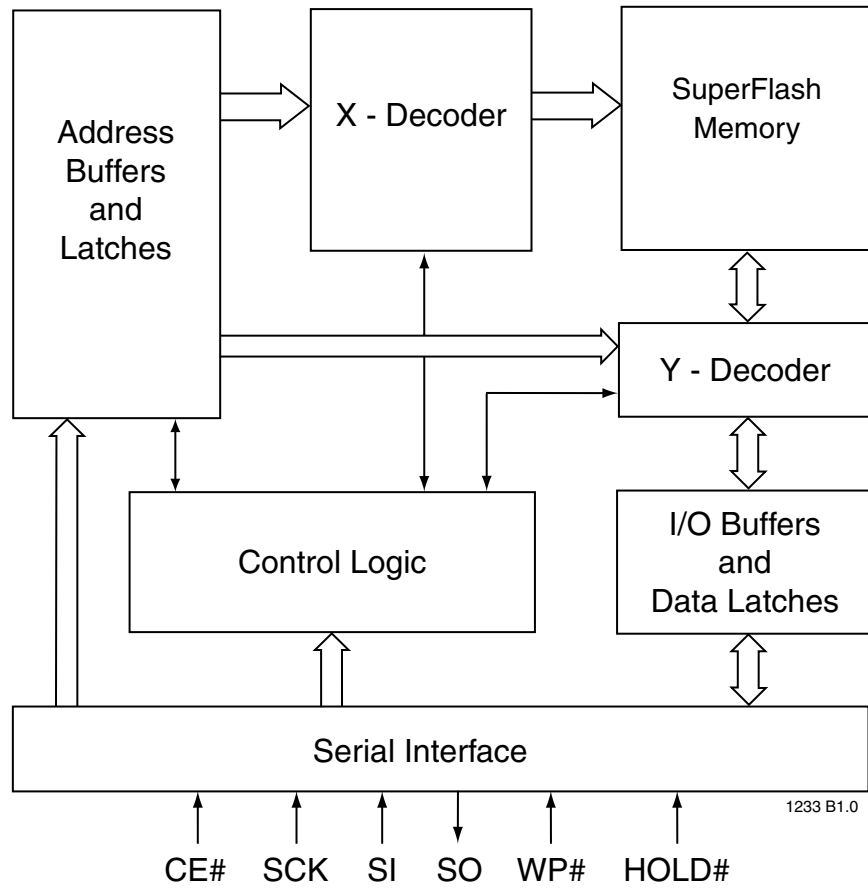 Address
Buffers
and
Latches
X - Decoder
SuperFlash
Memory
Y - Decoder
Control Logic
I/O Buffers
and
Data Latches
Serial Interface
1233 B1.0
CE# SCK SI SO WP# HOLD#